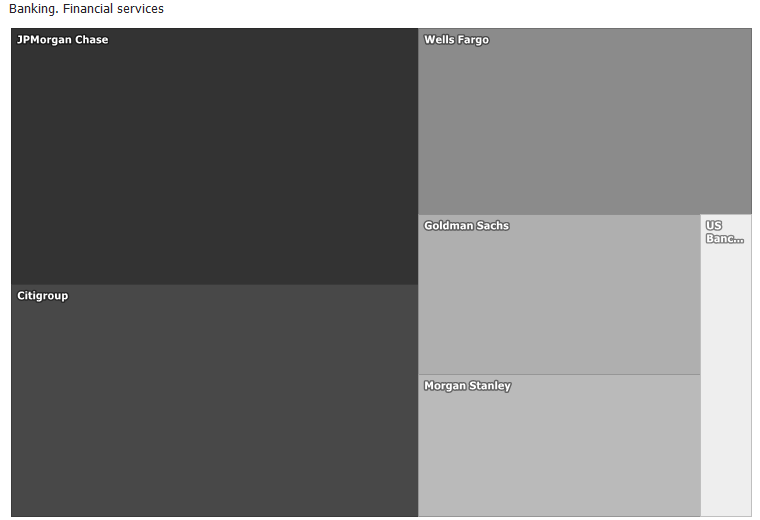 Banking. Financial services
JPMorgan Chase
Wells Fargo
Goldman Sachs
US
Banc...
Citigroup
Morgan Stanley